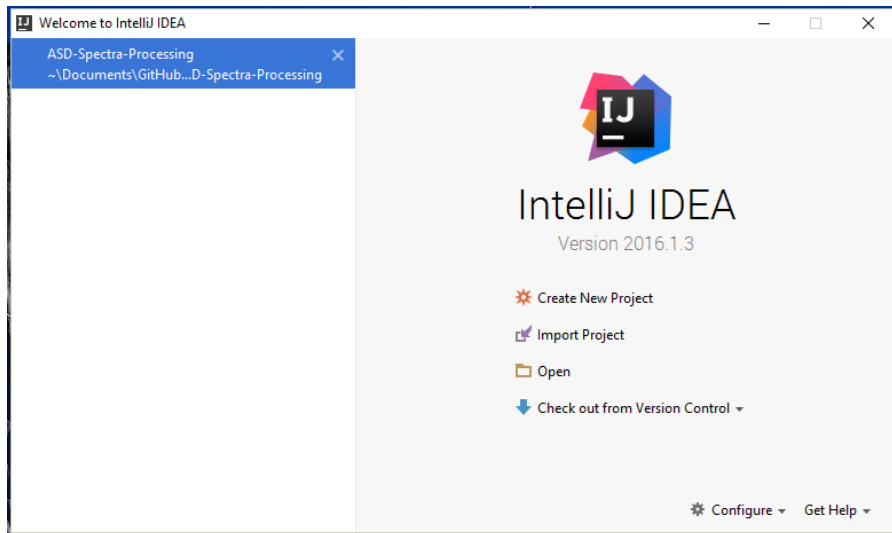 Welcome to IntelliJ IDEA
ASD-Spectra-Processing
~\Documents\GitHub...D-Spectra-Processing
IJ
IntelliJ IDEA
Version 2016.1.3
Create New Project
Import Project
Open
Check out from Version Control
Configure
Get Help